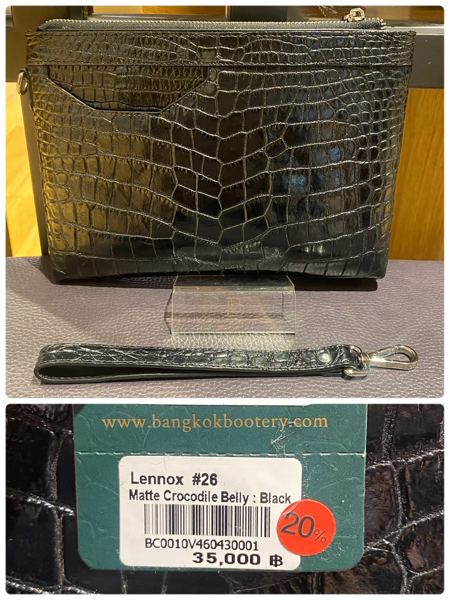 www.bangkokbootery.com
Lennox #26
Matte Crocodile Belly : Black
BC0010V460430001
35,000 ฿
20%